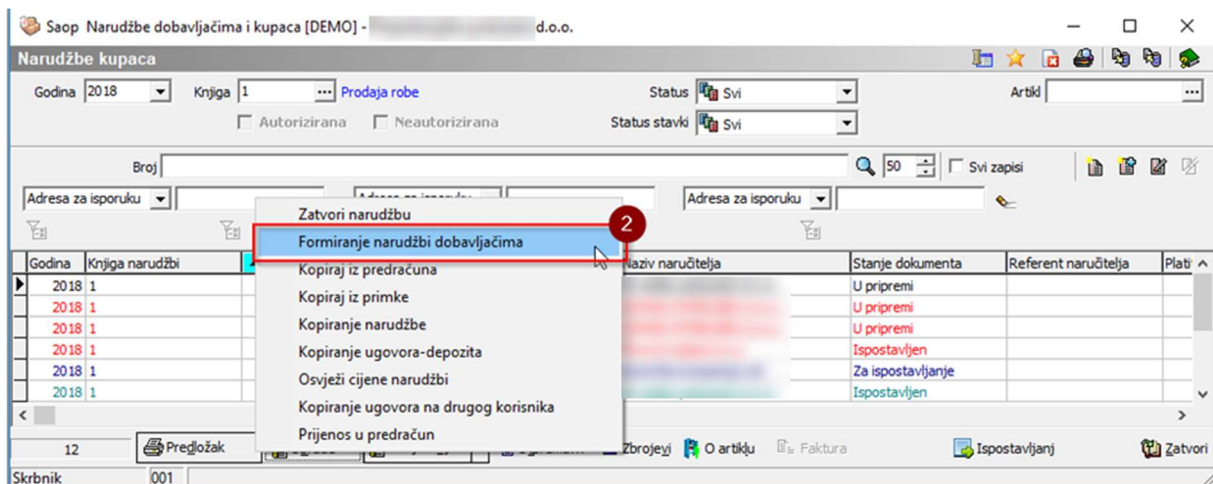 Saop Narudžbe dobavljačima i kupaca [DEMO] - d.o.o.
Narudžbe kupaca
Godina 2018 Knjiga 1 ... Prodaja robe Status Svi Artikl ...
Autorizirana Neautorizirana Status stavki Svi
Broj 50 Svi zapisi
Adresa za isporuku Adresa za isporuku Adresa za isporuku
Zatvori narudžbu
2
Formiranje narudžbi dobavljačima
Kopiraj iz predračuna
Kopiraj iz primke
Kopiranje narudžbe
Kopiranje ugovora-depozita
Osvježi cijene narudžbi
Kopiranje ugovora na drugog korisnika
Prijenos u predračun
Godina Knjiga narudžbi Naziv naručitelja Stanje dokumenta Referent naručitelja
2018 1 U pripremi
2018 1 U pripremi
2018 1 U pripremi
2018 1 Ispostavljen
2018 1 Za ispostavljanje
2018 1 Ispostavljen
12 Predložak Zbrojevi O artiklu Faktura Ispostavljanj Zatvori
Skrbnik 001